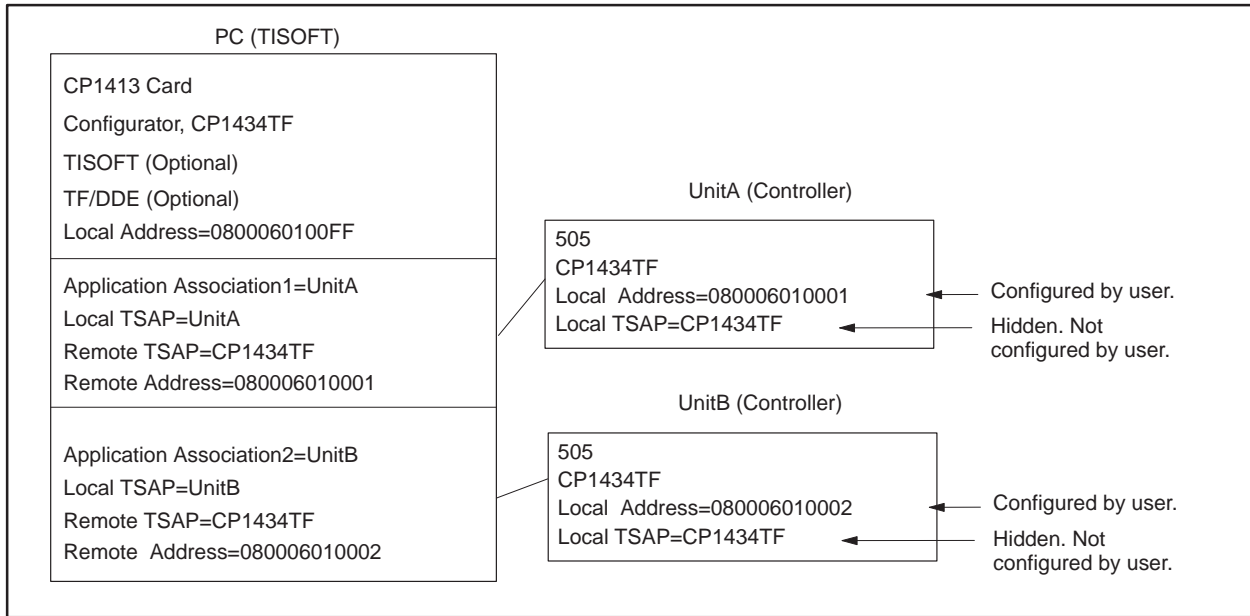 PC (TISOFT)
CP1413 Card
Configurator, CP1434TF
TISOFT (Optional)
TF/DDE (Optional)
Local Address=0800060100FF
Application Association1=UnitA
Local TSAP=UnitA
Remote TSAP=CP1434TF
Remote Address=080006010001
Application Association2=UnitB
Local TSAP=UnitB
Remote TSAP=CP1434TF
Remote Address=080006010002
UnitA (Controller)
505
CP1434TF
Local Address=080006010001
Local TSAP=CP1434TF
Configured by user.
Hidden. Not
configured by user.
UnitB (Controller)
505
CP1434TF
Local Address=080006010002
Local TSAP=CP1434TF
Configured by user.
Hidden. Not
configured by user.